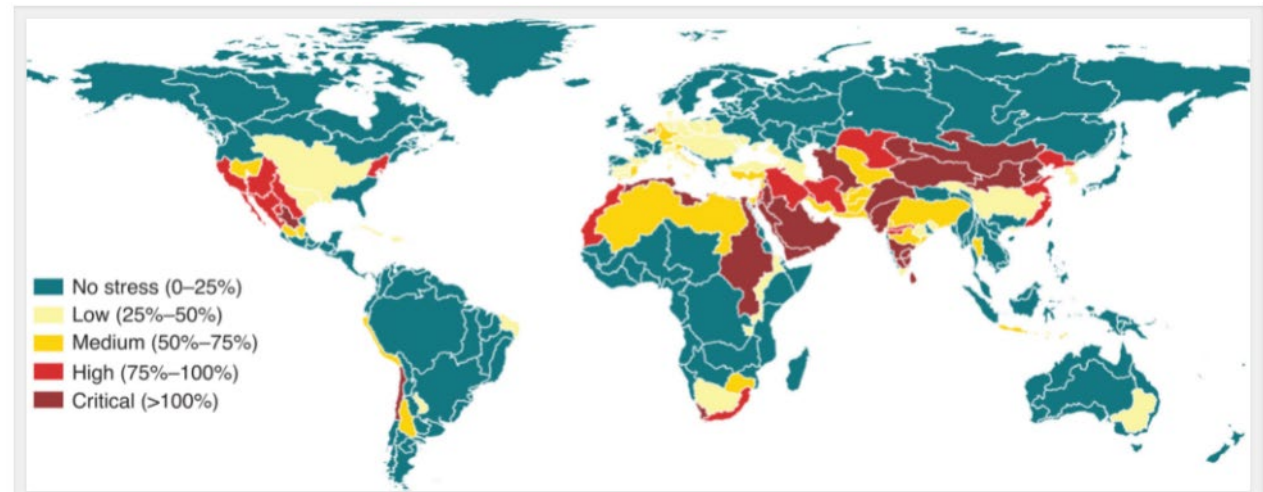 No stress (0–25%)
Low (25%–50%)
Medium (50%–75%)
High (75%–100%)
Critical (>100%)